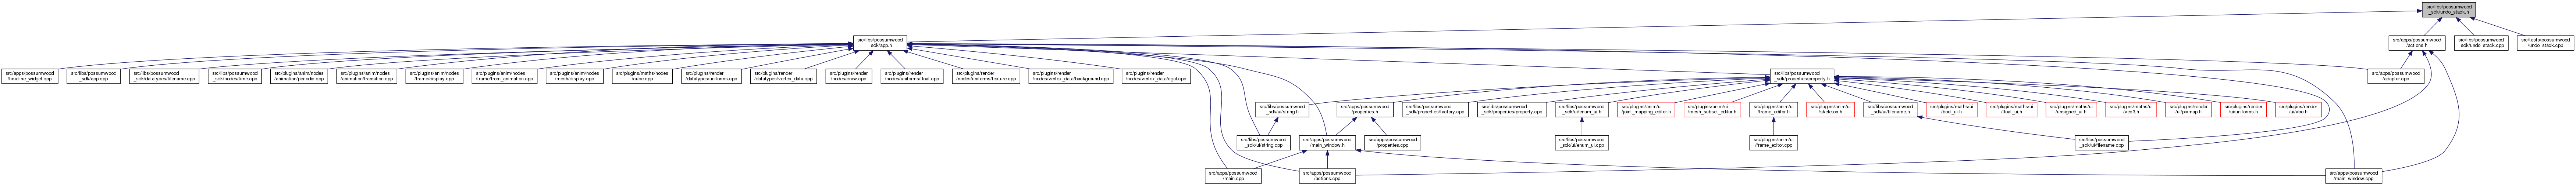 src/libs/possumwood
_sdk/undo_stack.h
src/libs/possumwood
_sdk/app.h
src/apps/possumwood
/actions.h
src/libs/possumwood
_sdk/undo_stack.cpp
src/tests/possumwood
/undo_stack.cpp
src/apps/possumwood
/timeline_widget.cpp
src/libs/possumwood
_sdk/app.cpp
src/libs/possumwood
_sdk/datatypes/filename.cpp
src/libs/possumwood
_sdk/nodes/time.cpp
src/plugins/anim/nodes
/animation/periodic.cpp
src/plugins/anim/nodes
/animation/transition.cpp
src/plugins/anim/nodes
/frame/display.cpp
src/plugins/anim/nodes
/frame/from_animation.cpp
src/plugins/anim/nodes
/mesh/display.cpp
src/plugins/maths/nodes
/cube.cpp
src/plugins/render
/datatypes/uniforms.cpp
src/plugins/render
/datatypes/vertex_data.cpp
src/plugins/render
/nodes/draw.cpp
src/plugins/render
/nodes/uniforms/float.cpp
src/plugins/render
/nodes/uniforms/texture.cpp
src/plugins/render
/nodes/vertex_data/background.cpp
src/plugins/render
/nodes/vertex_data/cgal.cpp
src/libs/possumwood
_sdk/properties/property.h
src/apps/possumwood
/adaptor.cpp
src/libs/possumwood
_sdk/ui/string.h
src/apps/possumwood
/properties.h
src/libs/possumwood
_sdk/properties/factory.cpp
src/libs/possumwood
_sdk/properties/property.cpp
src/libs/possumwood
_sdk/ui/enum_ui.h
src/plugins/anim/ui
/joint_mapping_editor.h
src/plugins/anim/ui
/mesh_subset_editor.h
src/plugins/anim/ui
/frame_editor.h
src/plugins/anim/ui
/skeleton.h
src/libs/possumwood
_sdk/ui/filename.h
src/plugins/maths/ui
/bool_ui.h
src/plugins/maths/ui
/float_ui.h
src/plugins/maths/ui
/unsigned_ui.h
src/plugins/maths/ui
/vec3.h
src/plugins/render
/ui/pixmap.h
src/plugins/render
/ui/uniforms.h
src/plugins/render
/ui/vbo.h
src/libs/possumwood
_sdk/ui/string.cpp
src/apps/possumwood
/main_window.h
src/apps/possumwood
/properties.cpp
src/libs/possumwood
_sdk/ui/enum_ui.cpp
src/plugins/anim/ui
/frame_editor.cpp
src/libs/possumwood
_sdk/ui/filename.cpp
src/apps/possumwood
/main.cpp
src/apps/possumwood
/actions.cpp
src/apps/possumwood
/main_window.cpp